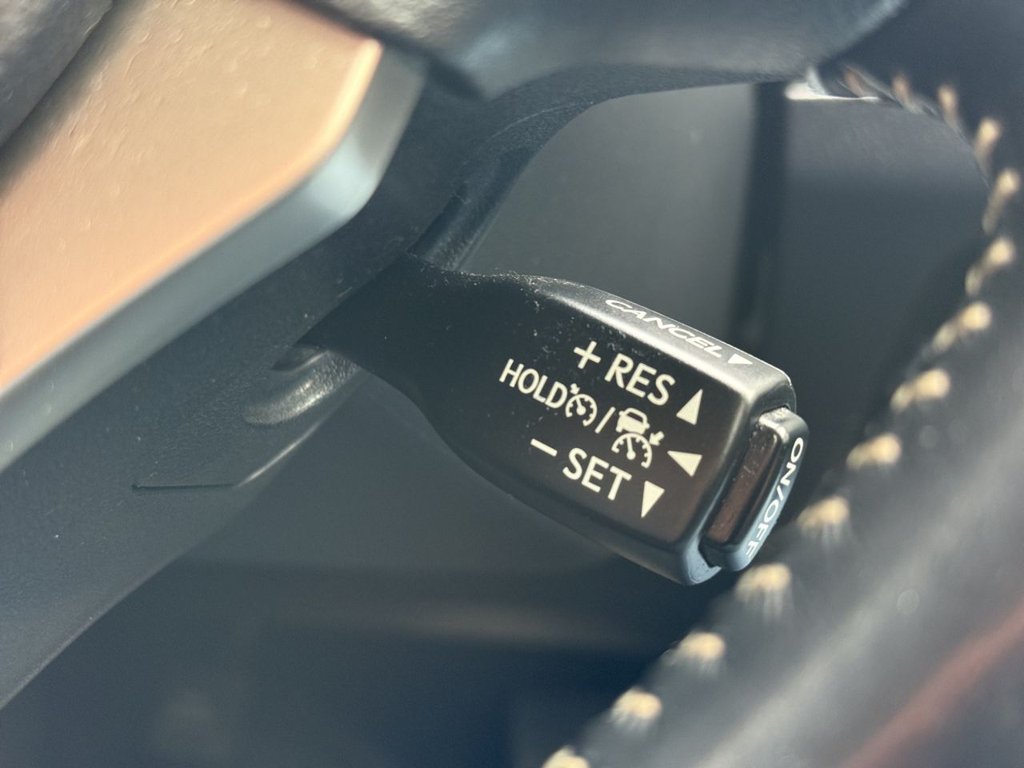 CANCEL
+ RES
HOLD /
− SET
ON/OFF